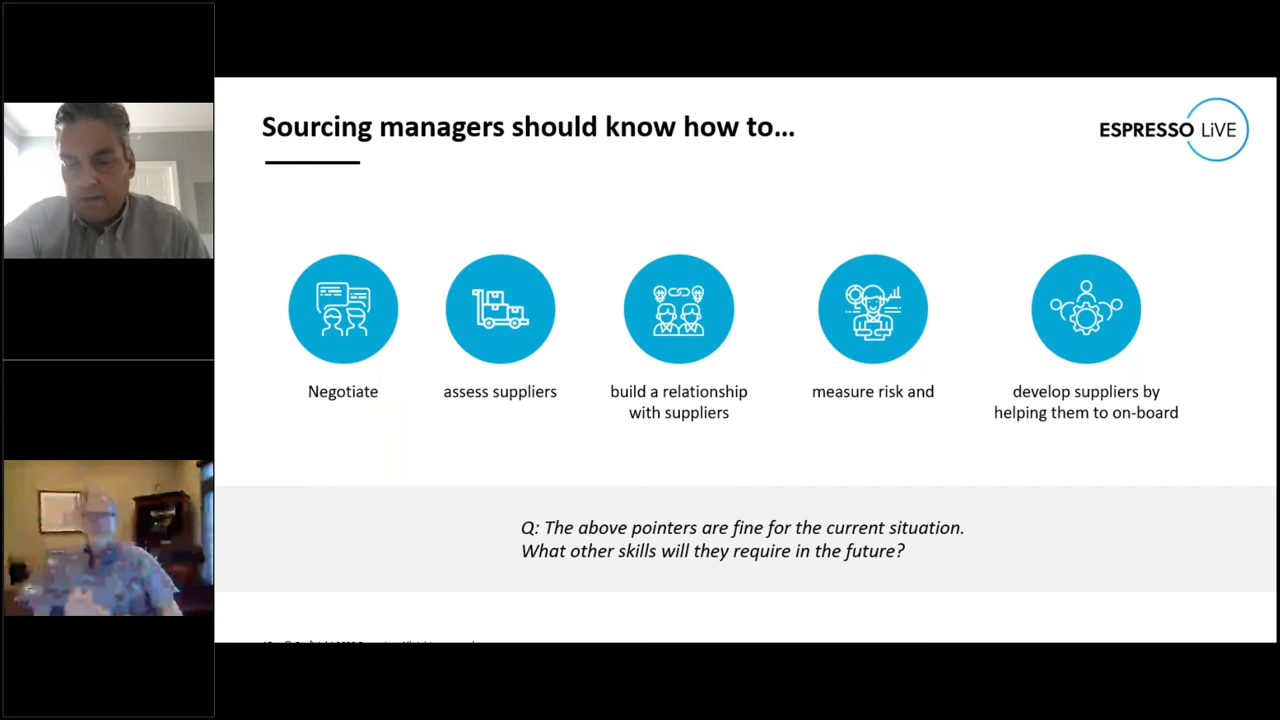 Sourcing managers should know how to...
ESPRESSO LiVE
Negotiate
assess suppliers
build a relationship
with suppliers
measure risk and
develop suppliers by
helping them to on-board
Q: The above pointers are fine for the current situation.
What other skills will they require in the future?